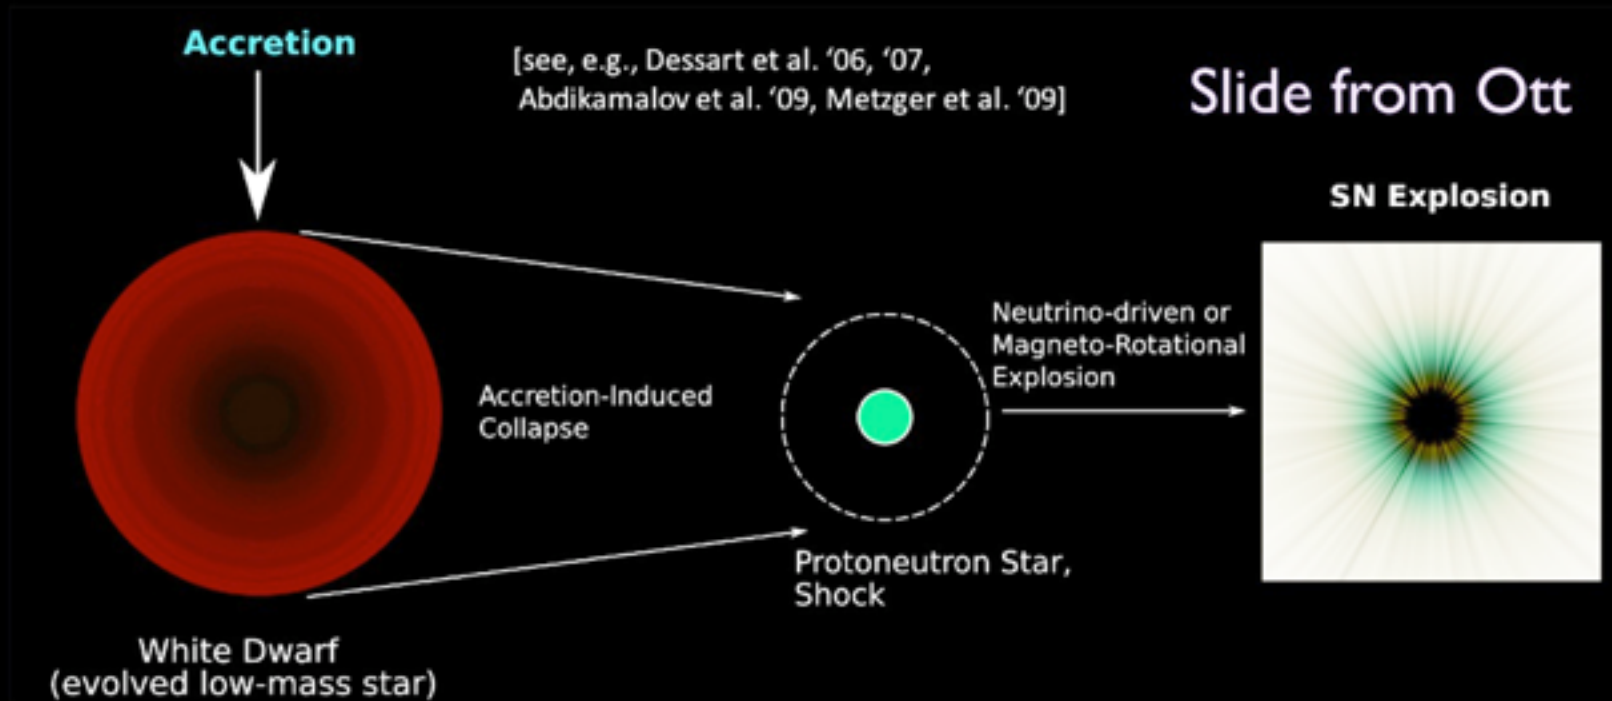 Accretion
[see, e.g., Dessart et al. ‘06, ‘07,
Abdikamalov et al. ‘09, Metzger et al. ‘09]
Slide from Ott
SN Explosion
Neutrino-driven or
Magneto-Rotational
Explosion
Accretion-Induced
Collapse
Protoneutron Star,
Shock
White Dwarf
(evolved low-mass star)